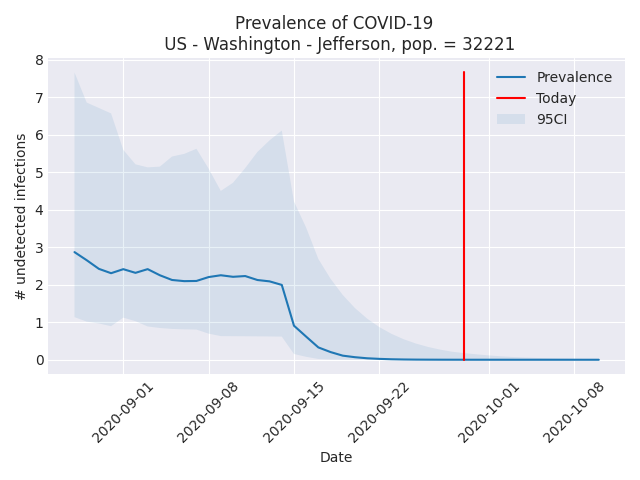 Prevalence of COVID-19
US - Washington - Jefferson, pop. = 32221
8
7
6
5
4
3
2
1
0
# undetected infections
Prevalence
Today
95CI
2020-09-01
2020-09-08
2020-09-15
2020-09-22
2020-10-01
2020-10-08
Date